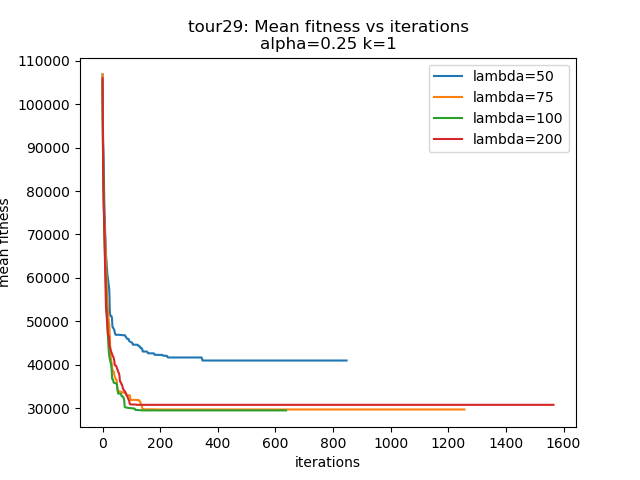 tour29: Mean fitness vs iterations
alpha=0.25 k=1
110000
100000
90000
80000
70000
60000
50000
40000
30000
mean fitness
lambda=50
lambda=75
lambda=100
lambda=200
0
200
400
600
800
1000
1200
1400
1600
iterations